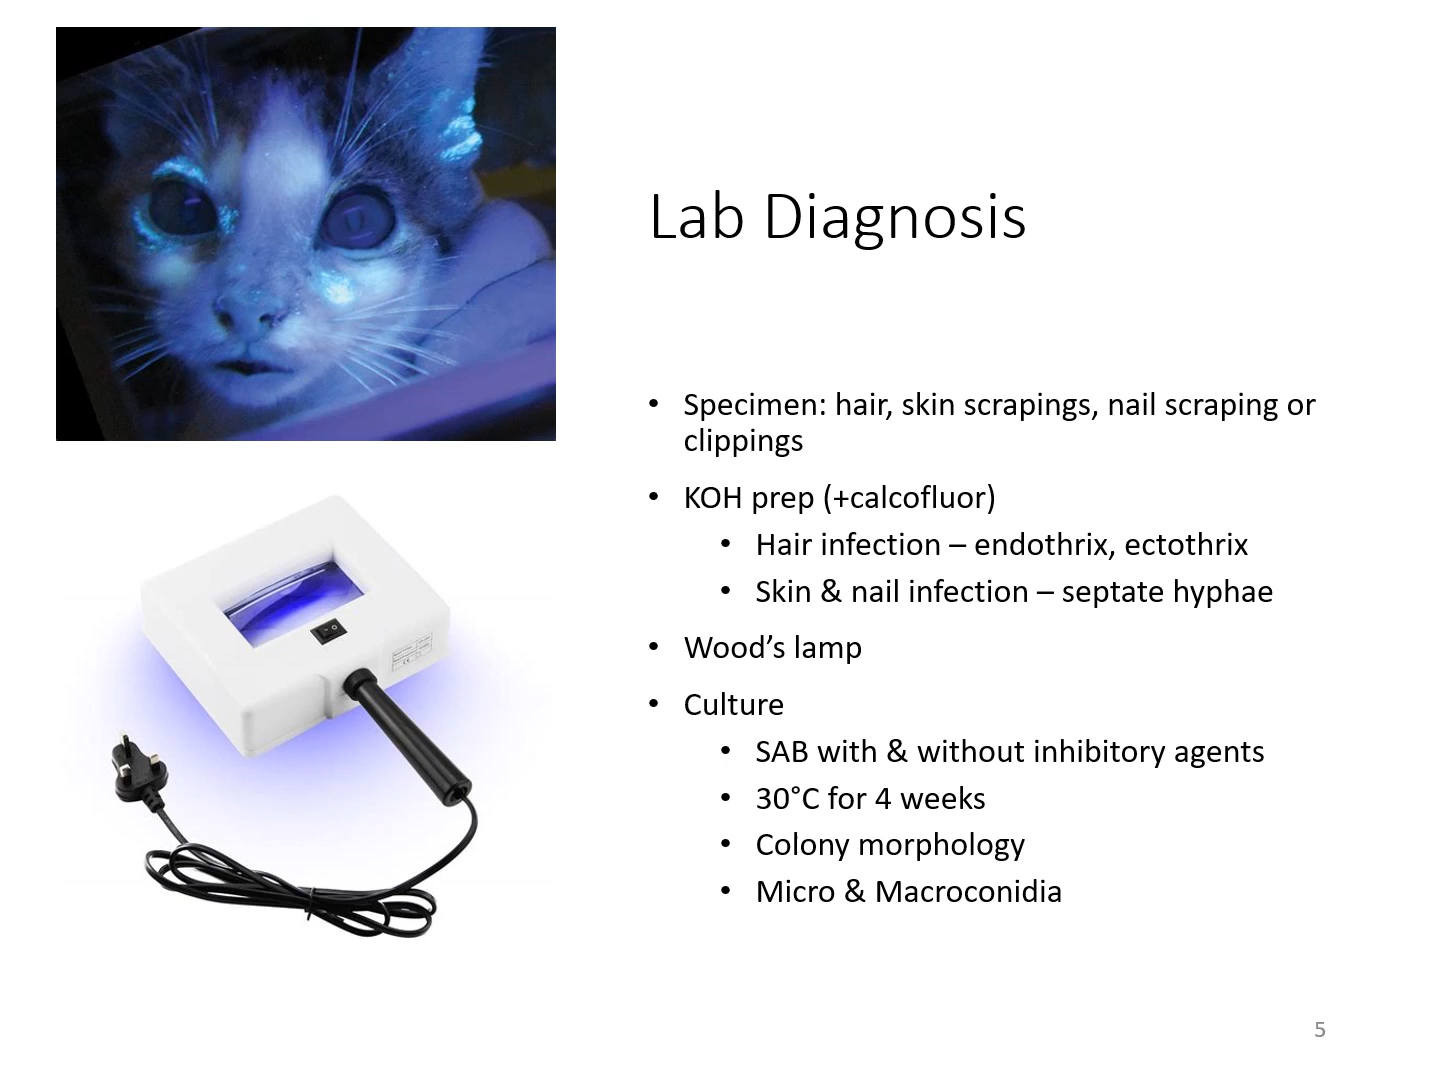 Lab Diagnosis
• Specimen: hair, skin scrapings, nail scraping or
clippings
• KOH prep (+calcofluor)
• Hair infection – endothrix, ectothrix
• Skin & nail infection – septate hyphae
• Wood’s lamp
• Culture
• SAB with & without inhibitory agents
• 30°C for 4 weeks
• Colony morphology
• Micro & Macroconidia
5